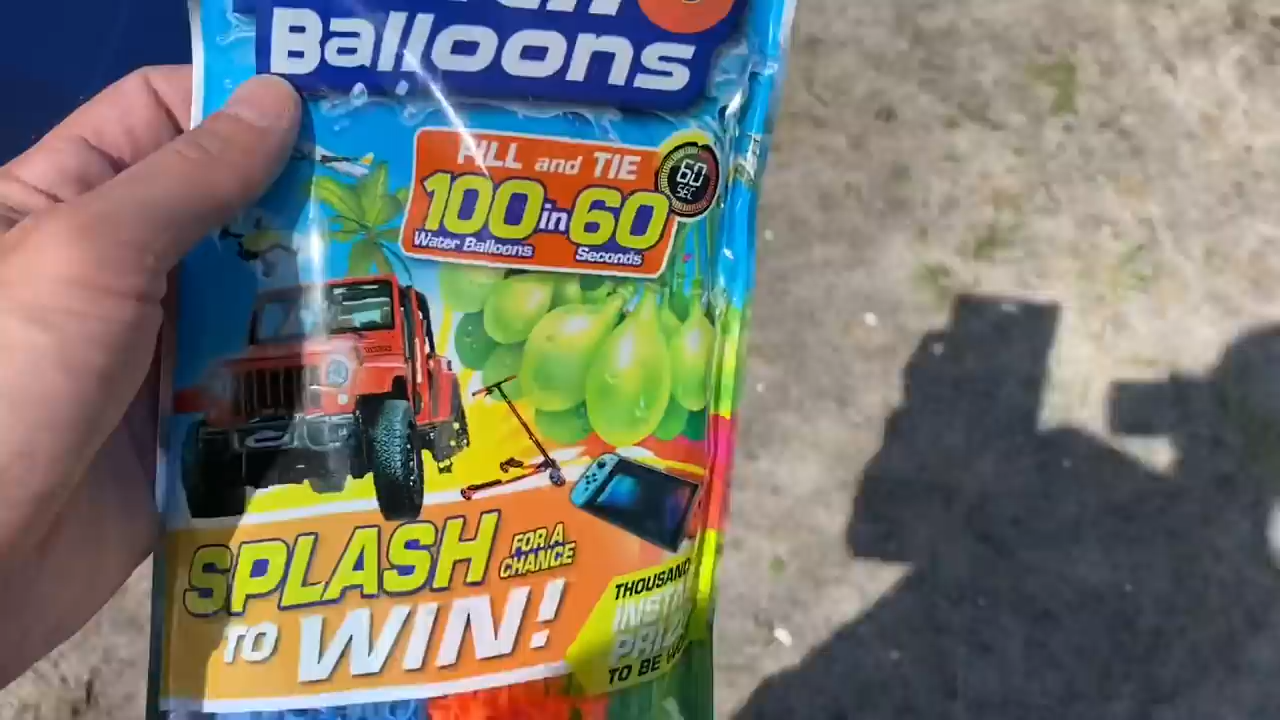 Balloons
FILL and TIE
100 in 60
Water Balloons Seconds
60
SEC
SPLASH FOR A
CHANCE
TO WIN!
THOUSAND
TO BE